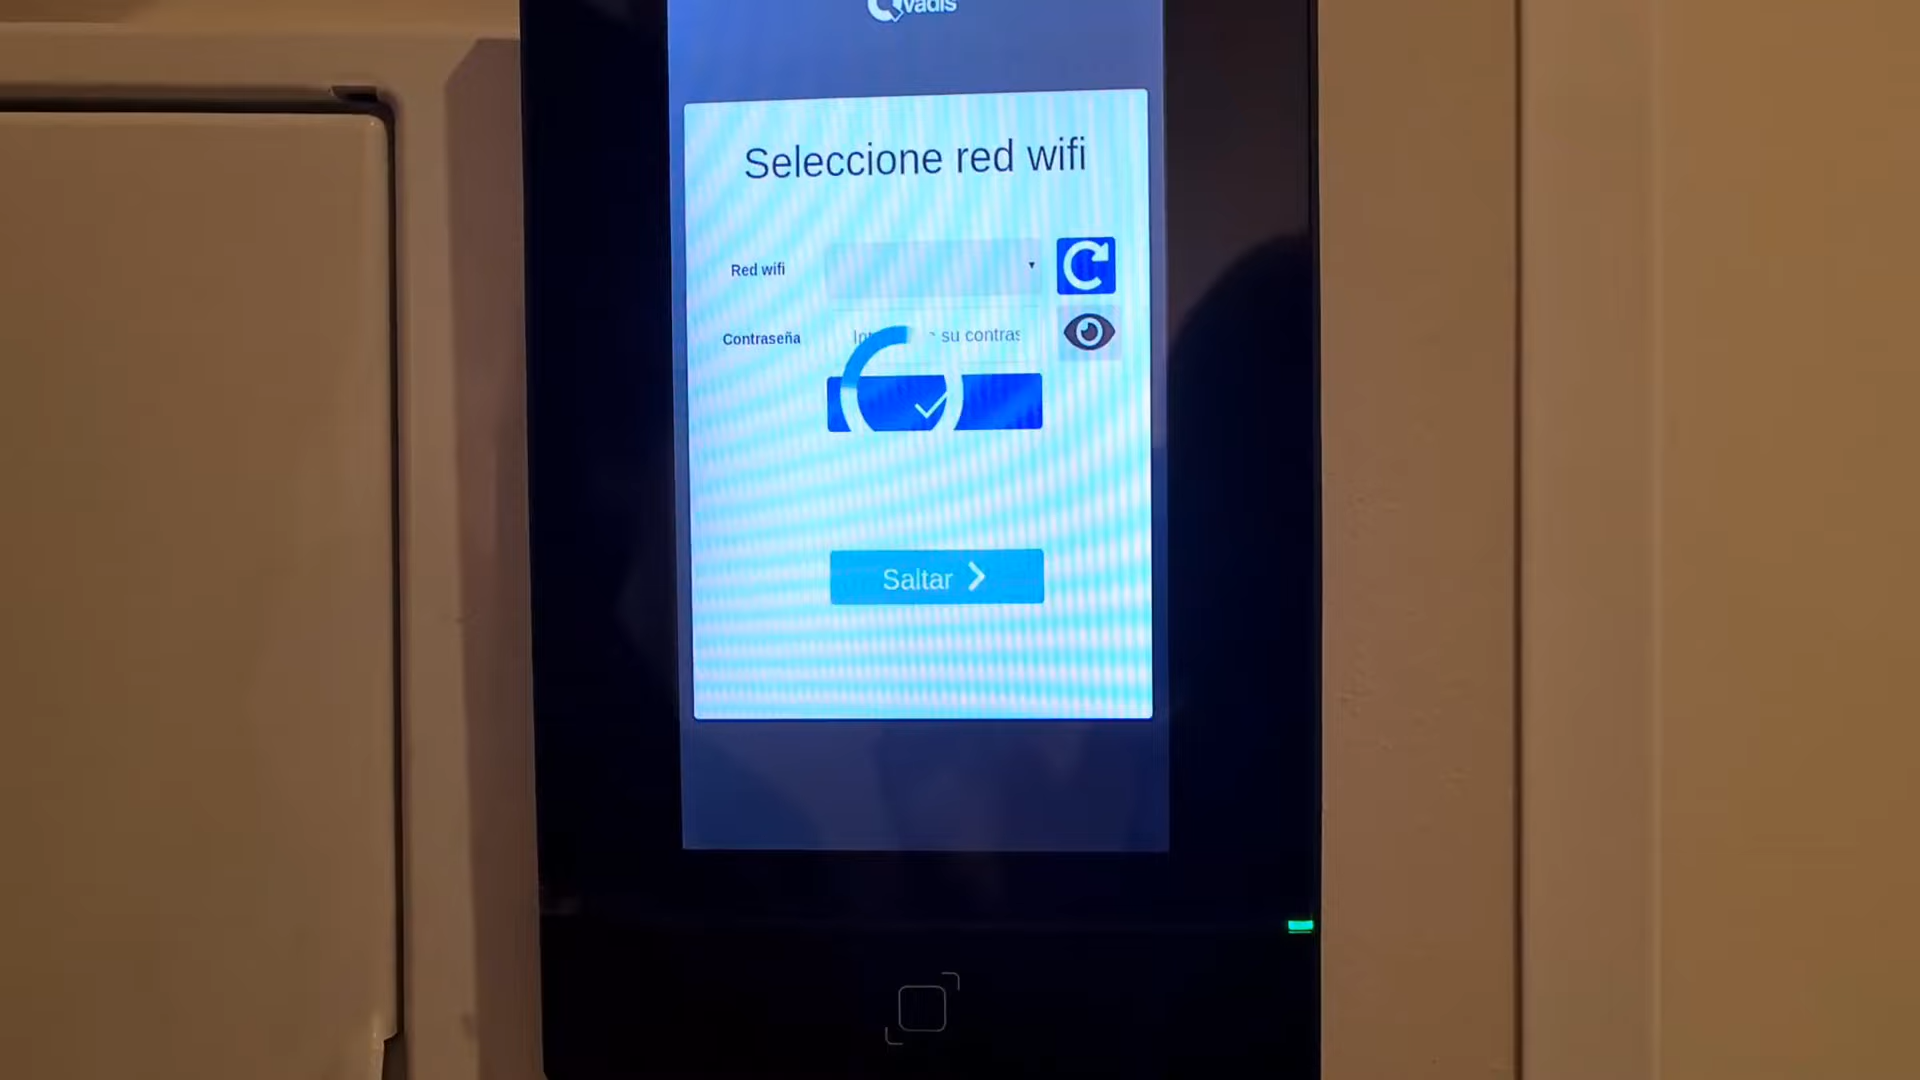 vadis
Seleccione red wifi
Red wifi
Contraseña
su contras
Saltar